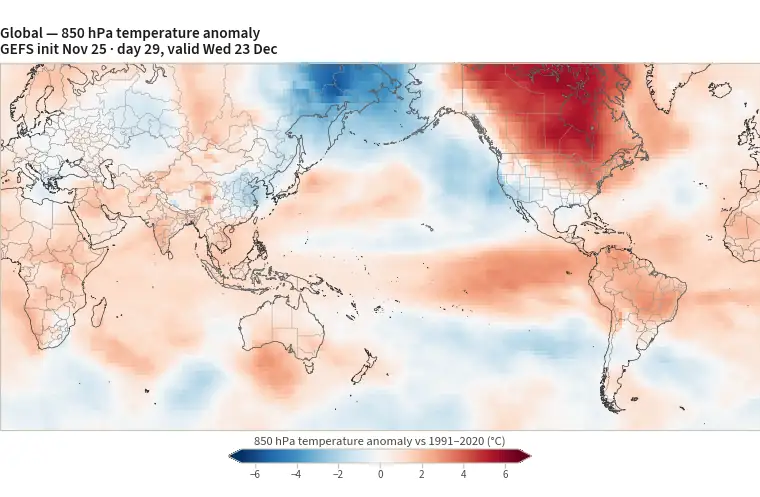 Global — 850 hPa temperature anomaly
GEFS init Nov 25 · day 29, valid Wed 23 Dec
850 hPa temperature anomaly vs 1991–2020 (°C)
−6 −4 −2 0 2 4 6